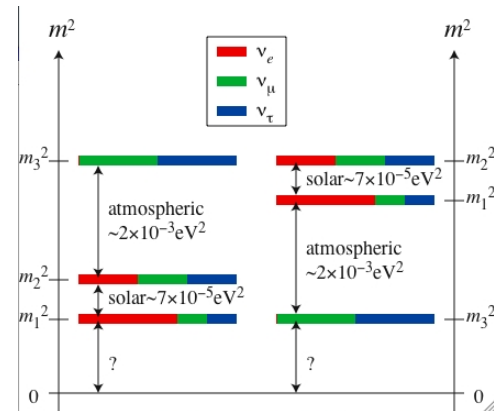 m² m²
νe
νμ
ντ
m₃² m₂²
solar~7×10⁻⁵eV²
m₁²
atmospheric
~2×10⁻³eV²
atmospheric
~2×10⁻³eV²
m₂²
solar~7×10⁻⁵eV²
m₁² m₃²
? ?
0 0